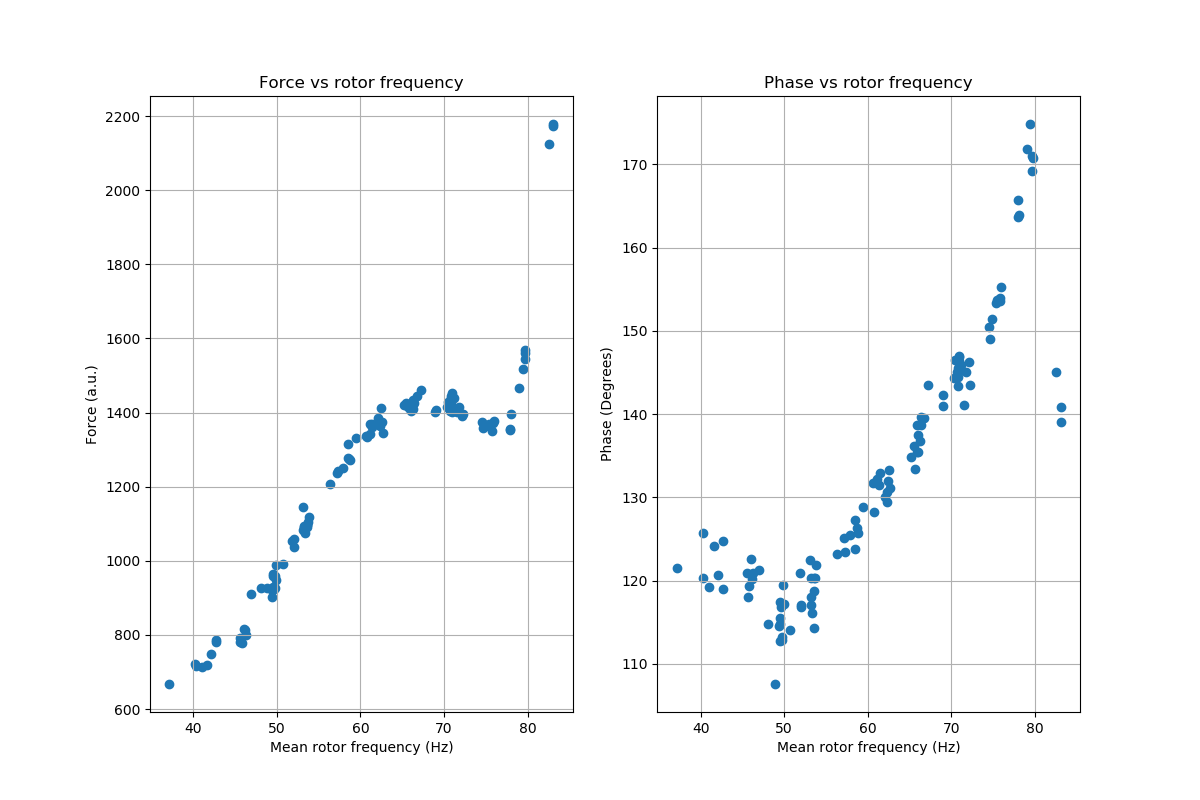 Force vs rotor frequency
Force (a.u.)
2200
2000
1800
1600
1400
1200
1000
800
600
40 50 60 70 80
Mean rotor frequency (Hz)
Phase vs rotor frequency
Phase (Degrees)
170
160
150
140
130
120
110
40 50 60 70 80
Mean rotor frequency (Hz)